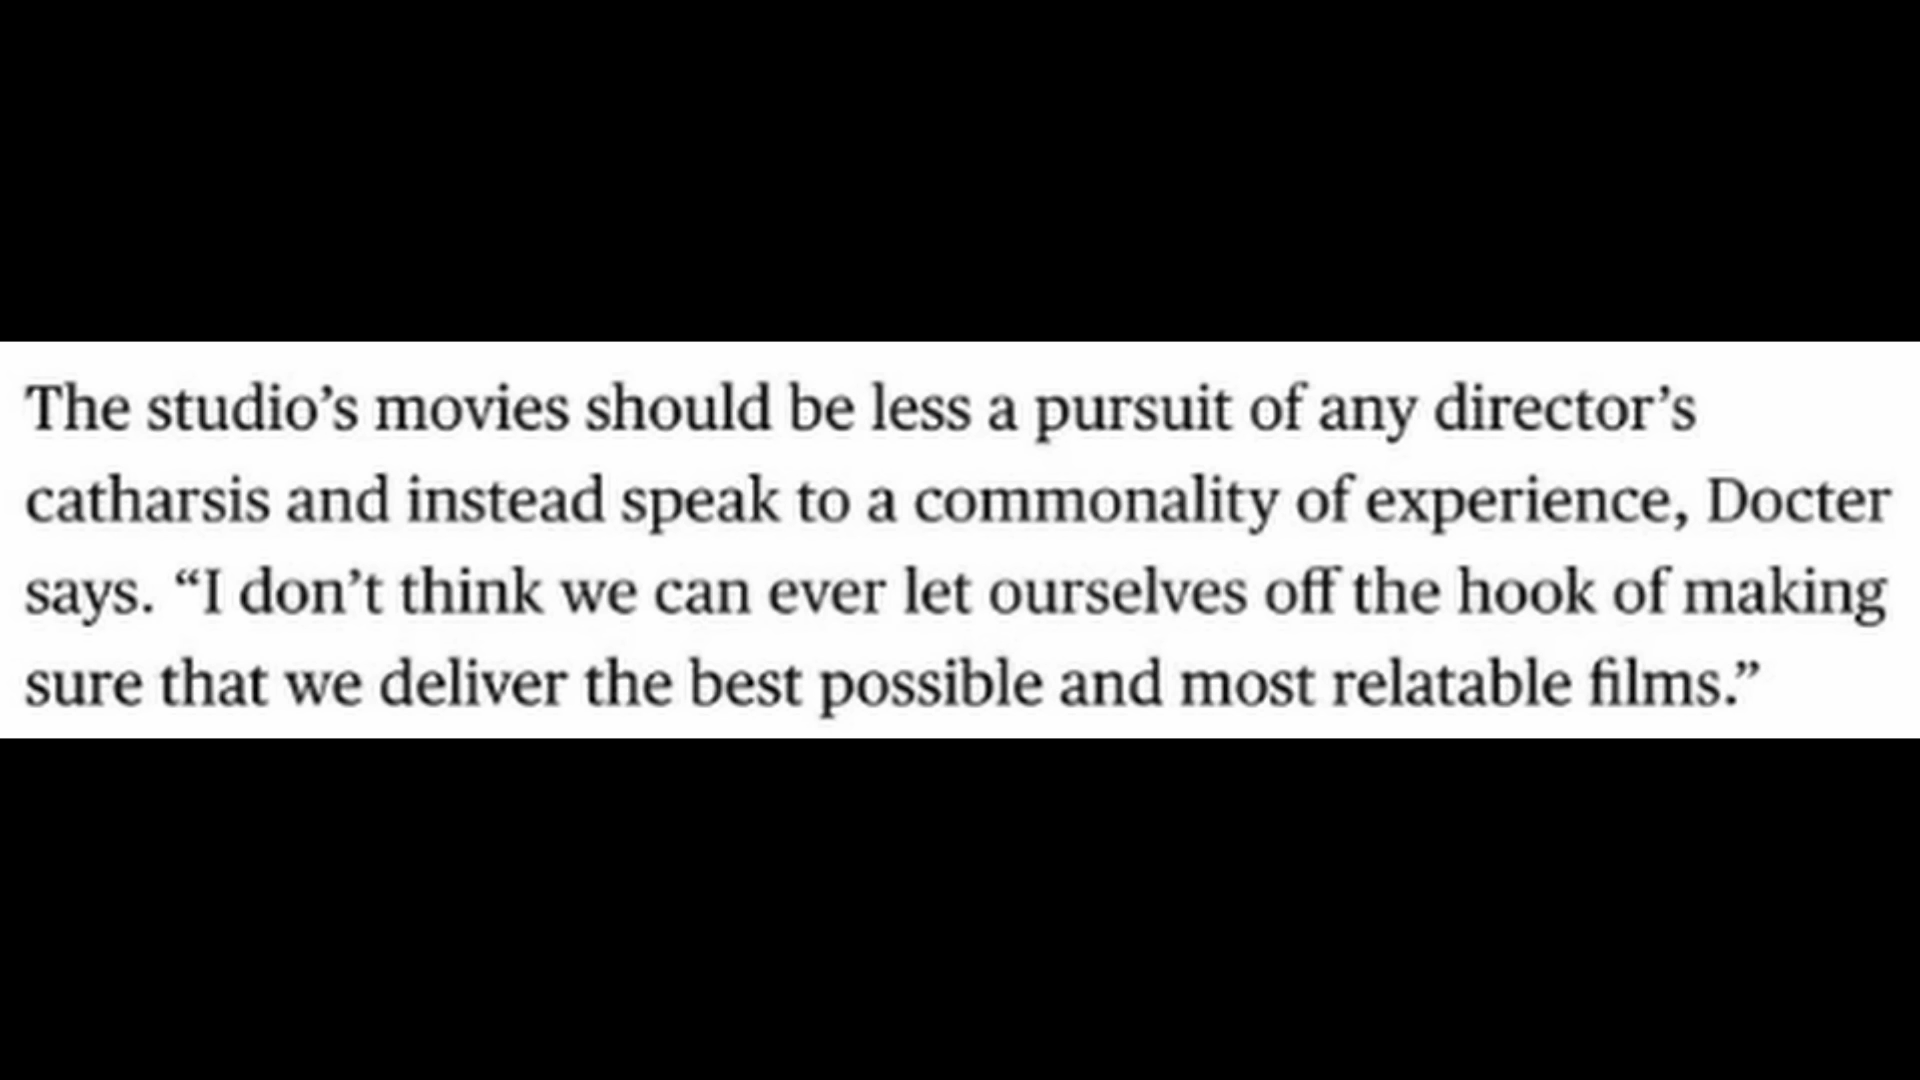 The studio’s movies should be less a pursuit of any director’s
catharsis and instead speak to a commonality of experience, Docter
says. “I don’t think we can ever let ourselves off the hook of making
sure that we deliver the best possible and most relatable films.”